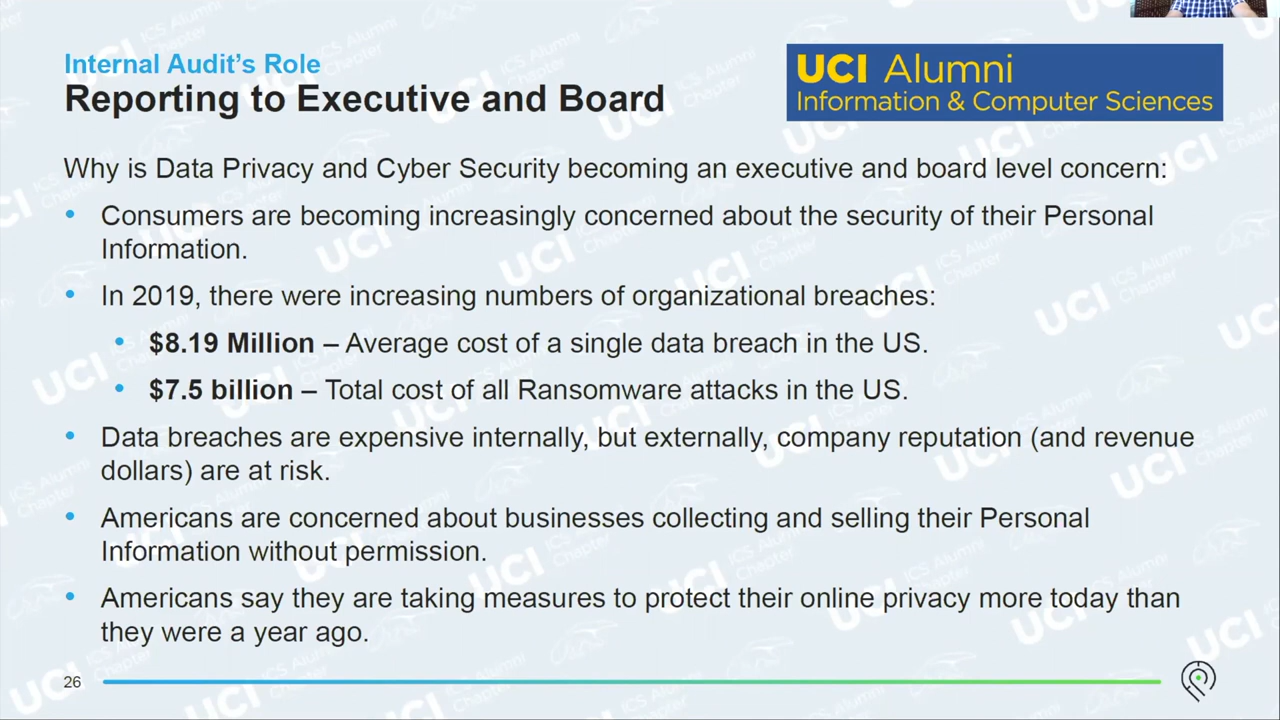 Internal Audit's Role
Reporting to Executive and Board
UCI Alumni
Information & Computer Sciences
Why is Data Privacy and Cyber Security becoming an executive and board level concern:
• Consumers are becoming increasingly concerned about the security of their Personal
Information.
• In 2019, there were increasing numbers of organizational breaches:
• $8.19 Million – Average cost of a single data breach in the US.
• $7.5 billion – Total cost of all Ransomware attacks in the US.
• Data breaches are expensive internally, but externally, company reputation (and revenue
dollars) are at risk.
• Americans are concerned about businesses collecting and selling their Personal
Information without permission.
• Americans say they are taking measures to protect their online privacy more today than
they were a year ago.
26
UCI ICS Alumni
Chapter